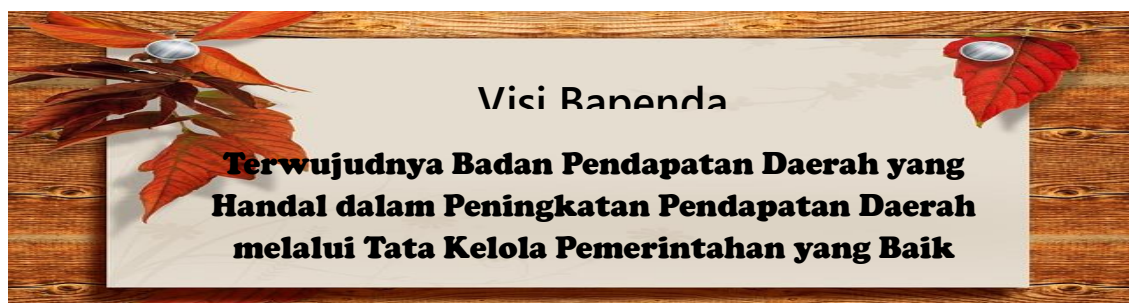 Visi Bapenda
Terwujudnya Badan Pendapatan Daerah yang
Handal dalam Peningkatan Pendapatan Daerah
melalui Tata Kelola Pemerintahan yang Baik